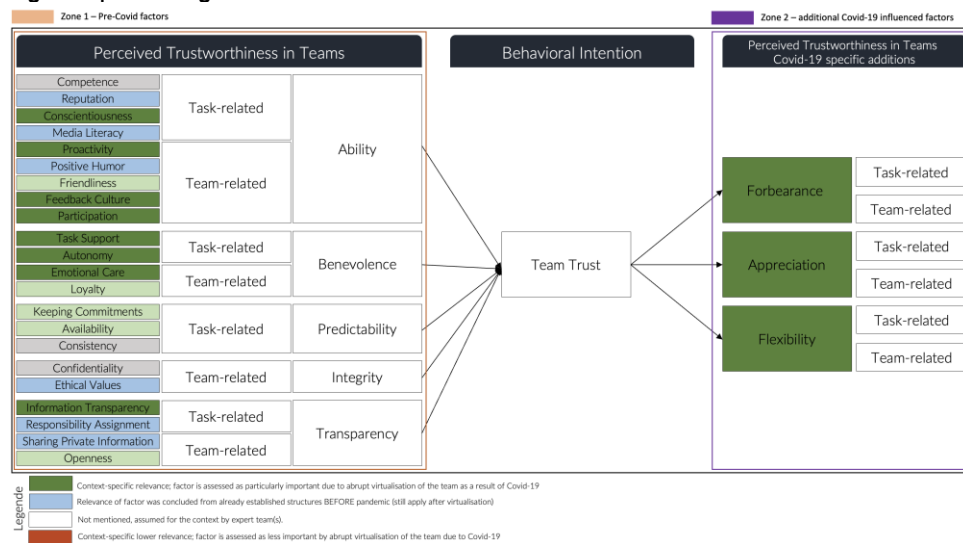 Zone 1 – Pre-Covid factors
Zone 2 – additional Covid-19 influenced factors
Perceived Trustworthiness in Teams
Behavioral Intention
Perceived Trustworthiness in Teams
Covid-19 specific additions
Competence
Reputation
Conscientiousness
Media Literacy
Proactivity
Positive Humor
Friendliness
Feedback Culture
Participation
Task-related
Team-related
Ability
Task Support
Autonomy
Emotional Care
Loyalty
Task-related
Team-related
Benevolence
Keeping Commitments
Availability
Consistency
Task-related
Predictability
Confidentiality
Ethical Values
Team-related
Integrity
Information Transparency
Responsibility Assignment
Sharing Private Information
Openness
Task-related
Team-related
Transparency
Team Trust
Forbearance
Task-related
Team-related
Appreciation
Task-related
Team-related
Flexibility
Task-related
Team-related
Legende
Context-specific relevance; factor is assessed as particularly important due to abrupt virtualisation of the team as a result of Covid-19
Relevance of factor was concluded from already established structures BEFORE pandemic (still apply after virtualisation)
Not mentioned, assumed for the context by expert team(s).
Context-specific lower relevance; factor is assessed as less important by abrupt virtualisation of the team due to Covid-19